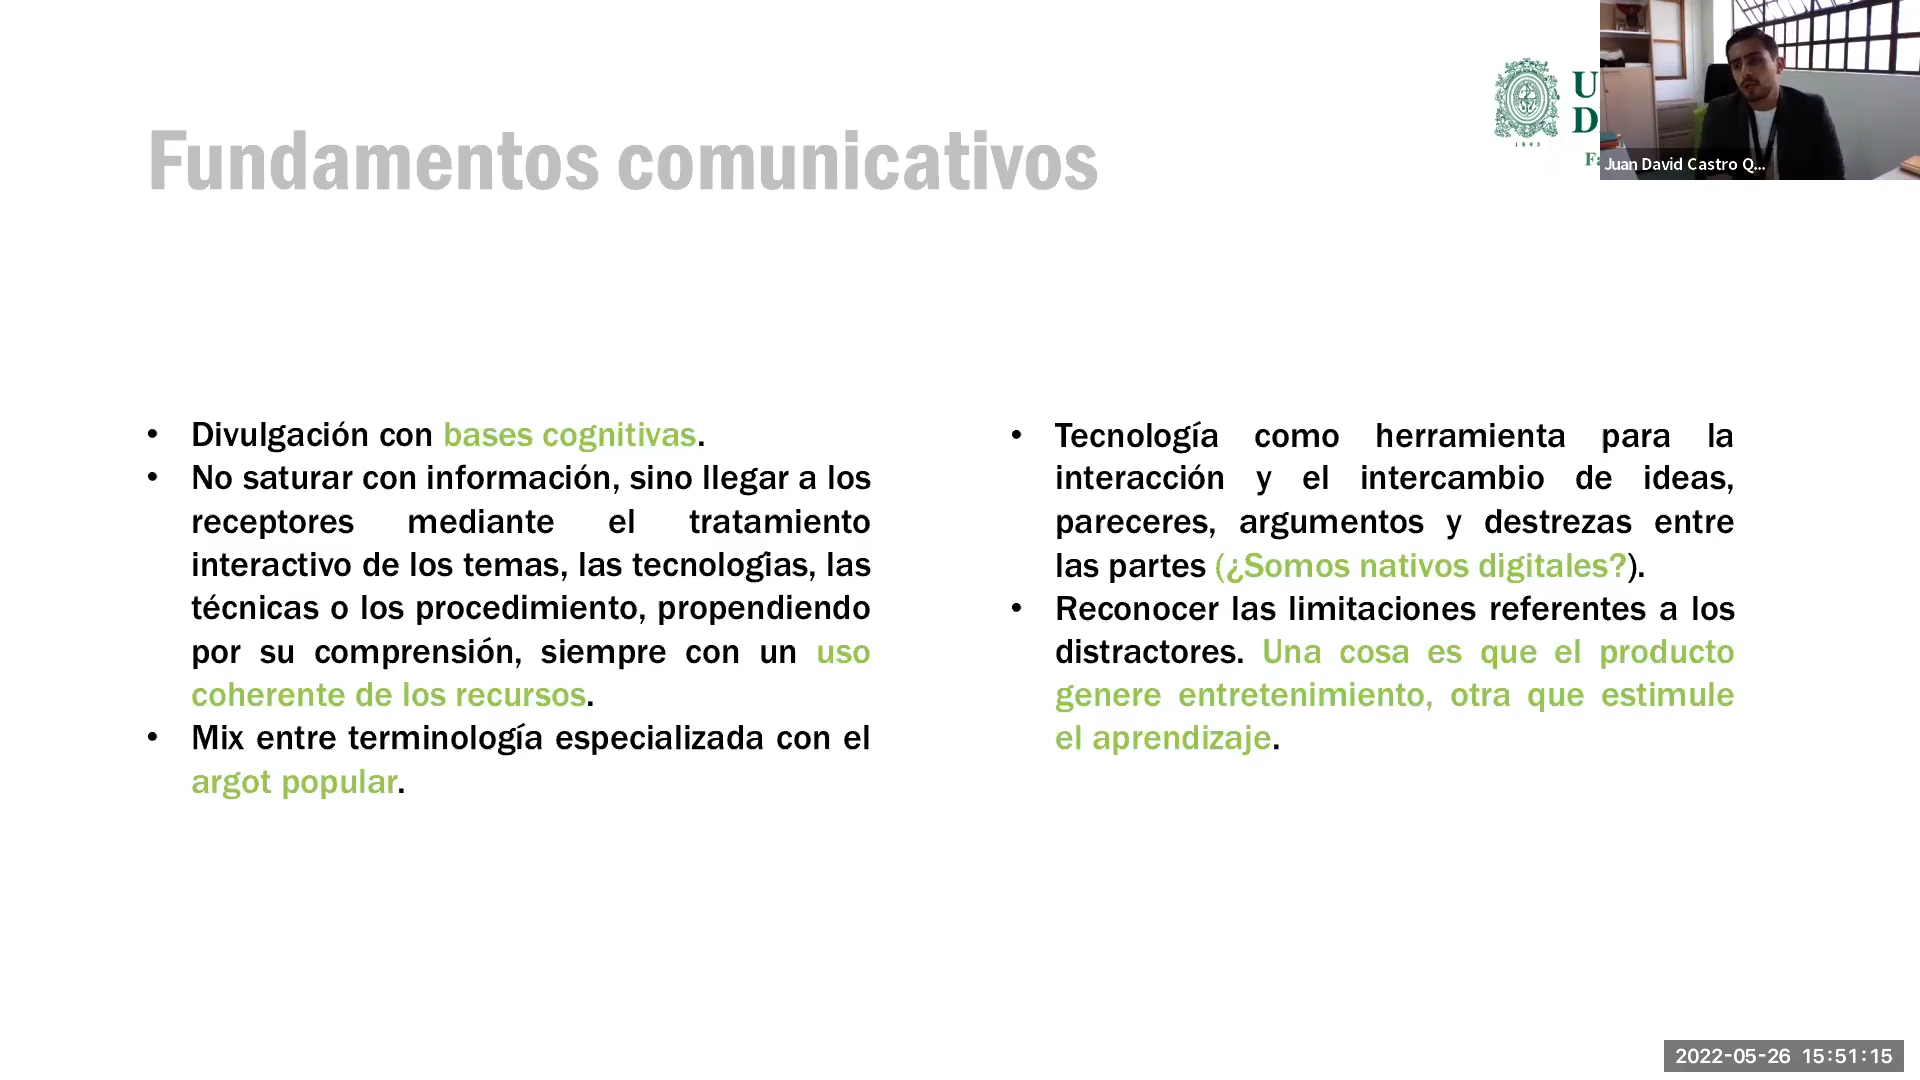 Fundamentos comunicativos
1803
U
D
Juan David Castro Q...
• Divulgación con bases cognitivas.
• No saturar con información, sino llegar a los
receptores mediante el tratamiento
interactivo de los temas, las tecnologías, las
técnicas o los procedimiento, propendiendo
por su comprensión, siempre con un uso
coherente de los recursos.
• Mix entre terminología especializada con el
argot popular.
• Tecnología como herramienta para la
interacción y el intercambio de ideas,
pareceres, argumentos y destrezas entre
las partes (¿Somos nativos digitales?).
• Reconocer las limitaciones referentes a los
distractores. Una cosa es que el producto
genere entretenimiento, otra que estimule
el aprendizaje.
2022-05-26 15:51:15